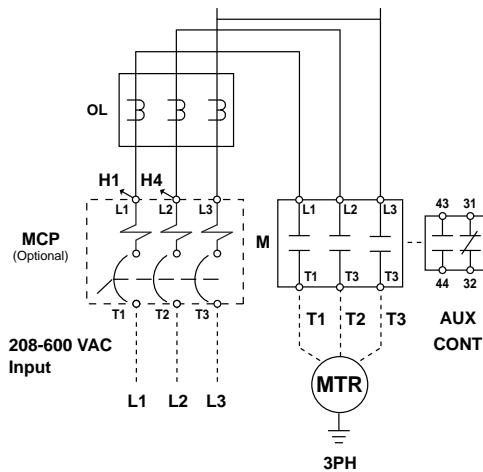 OL
H1 H4
L1 L2 L3
L1 L2 L3
43 31
MCP
(Optional)
M
T1 T2 T3
T1 T3 T3
44 32
T1 T2 T3
AUX
CONT
208-600 VAC
Input
L1 L2 L3
MTR
3PH